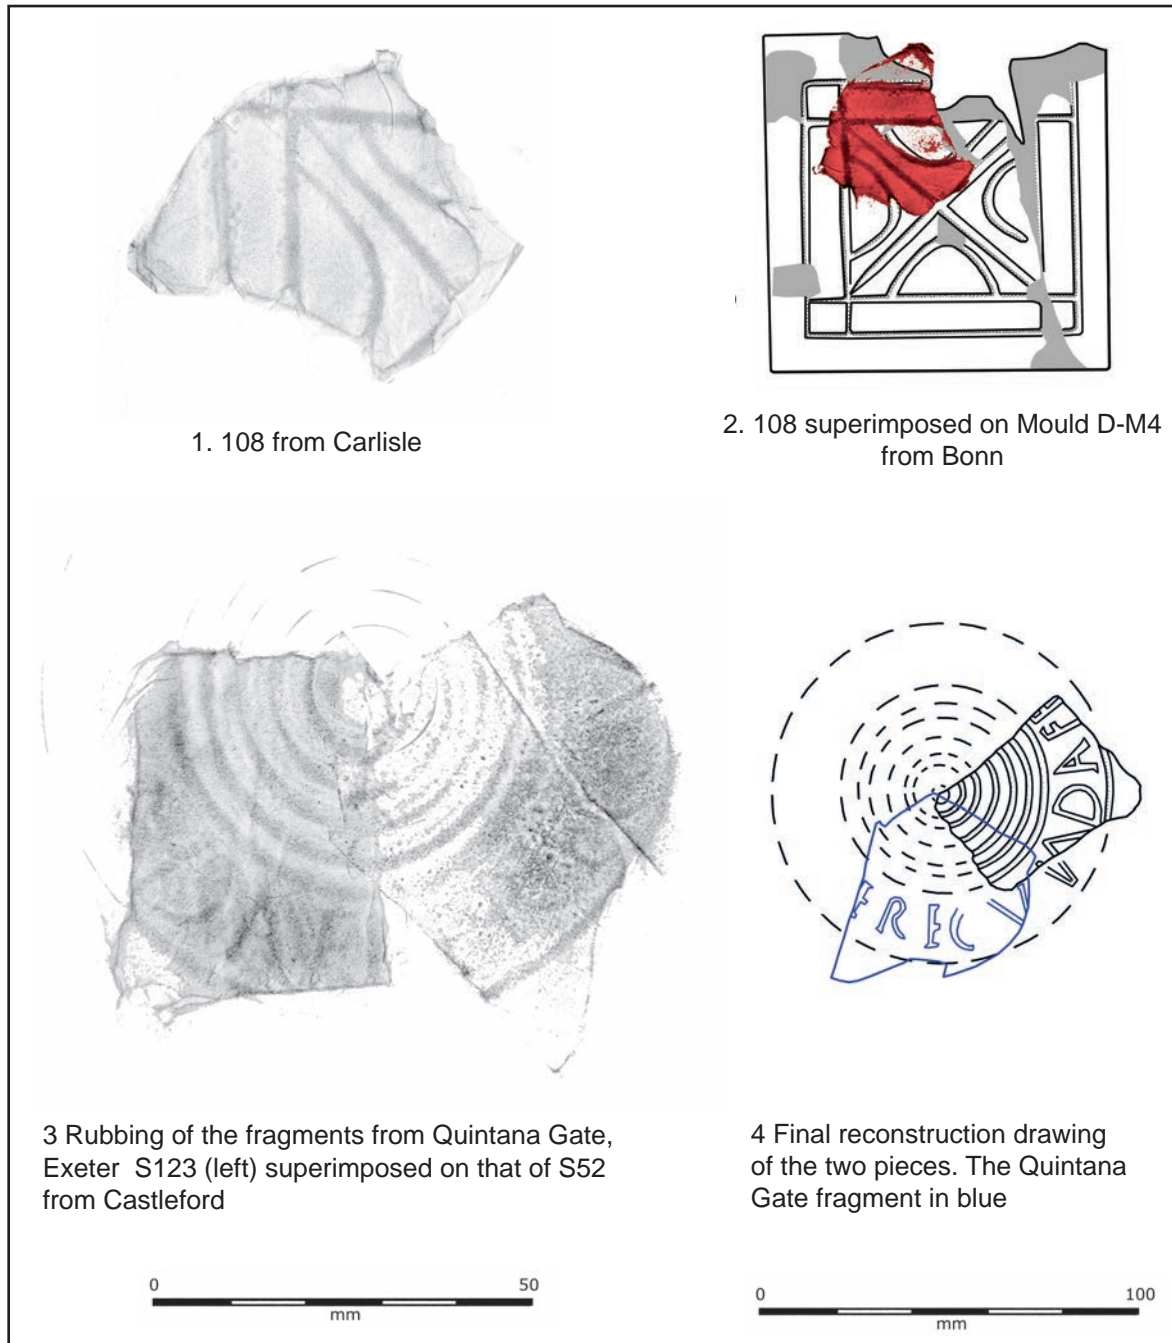 1. 108 from Carlisle
2. 108 superimposed on Mould D-M4
from Bonn
FREC
VDAE
3 Rubbing of the fragments from Quintana Gate,
Exeter S123 (left) superimposed on that of S52
from Castleford
4 Final reconstruction drawing
of the two pieces. The Quintana
Gate fragment in blue
0 50
mm
0 100
mm